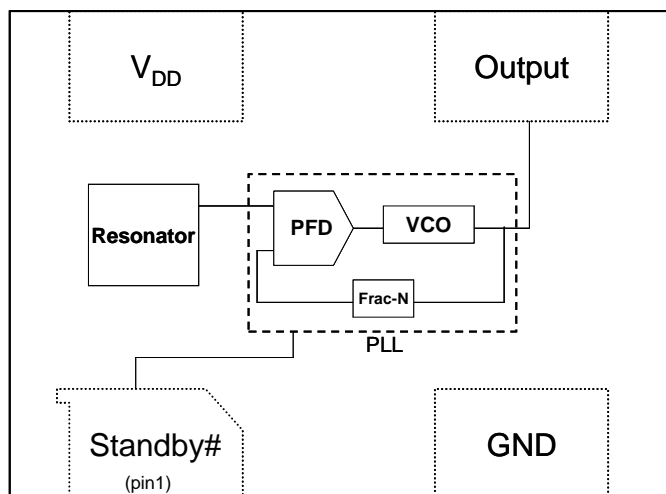 VDD
Output
Resonator
PFD
VCO
Frac-N
PLL
Standby#
(pin1)
GND